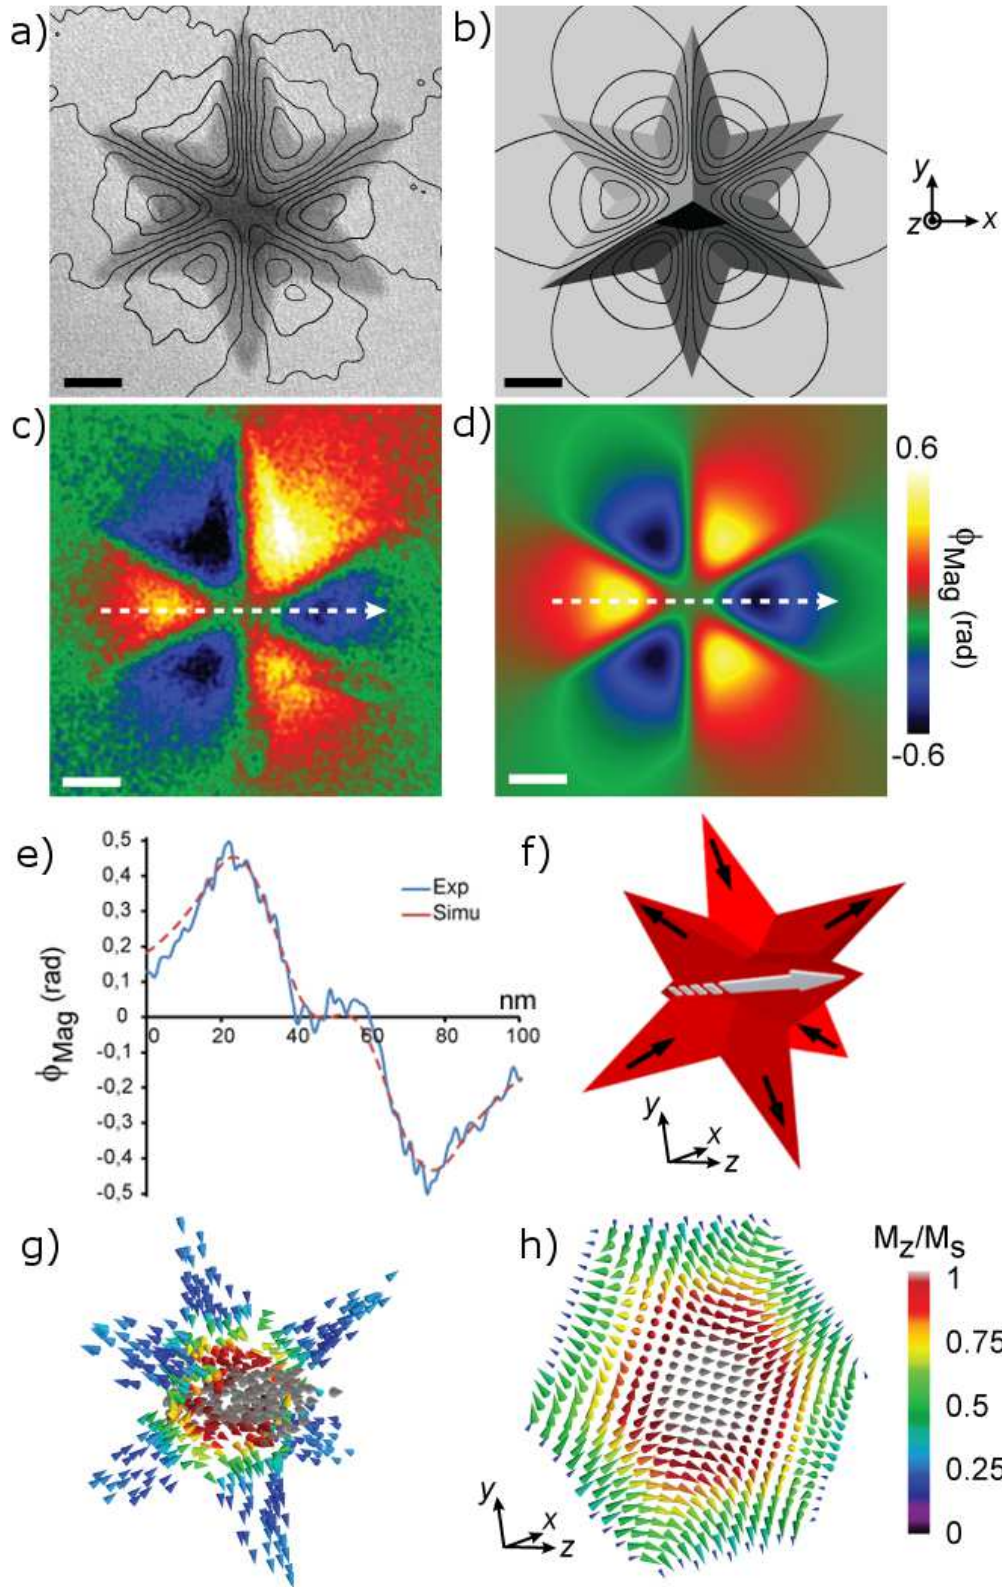 a)
b)
y
z x
c)
d)
0.6
ϕMag (rad)
-0.6
e)
0,5
0,4
0,3
0,2
0,1
0
-0,1
-0,2
-0,3
-0,4
-0,5
ϕMag (rad)
Exp
Simu
nm
0 20 40 60 80 100
f)
y
x
z
g)
h)
y
x
z
Mz/Ms
1
0.75
0.5
0.25
0